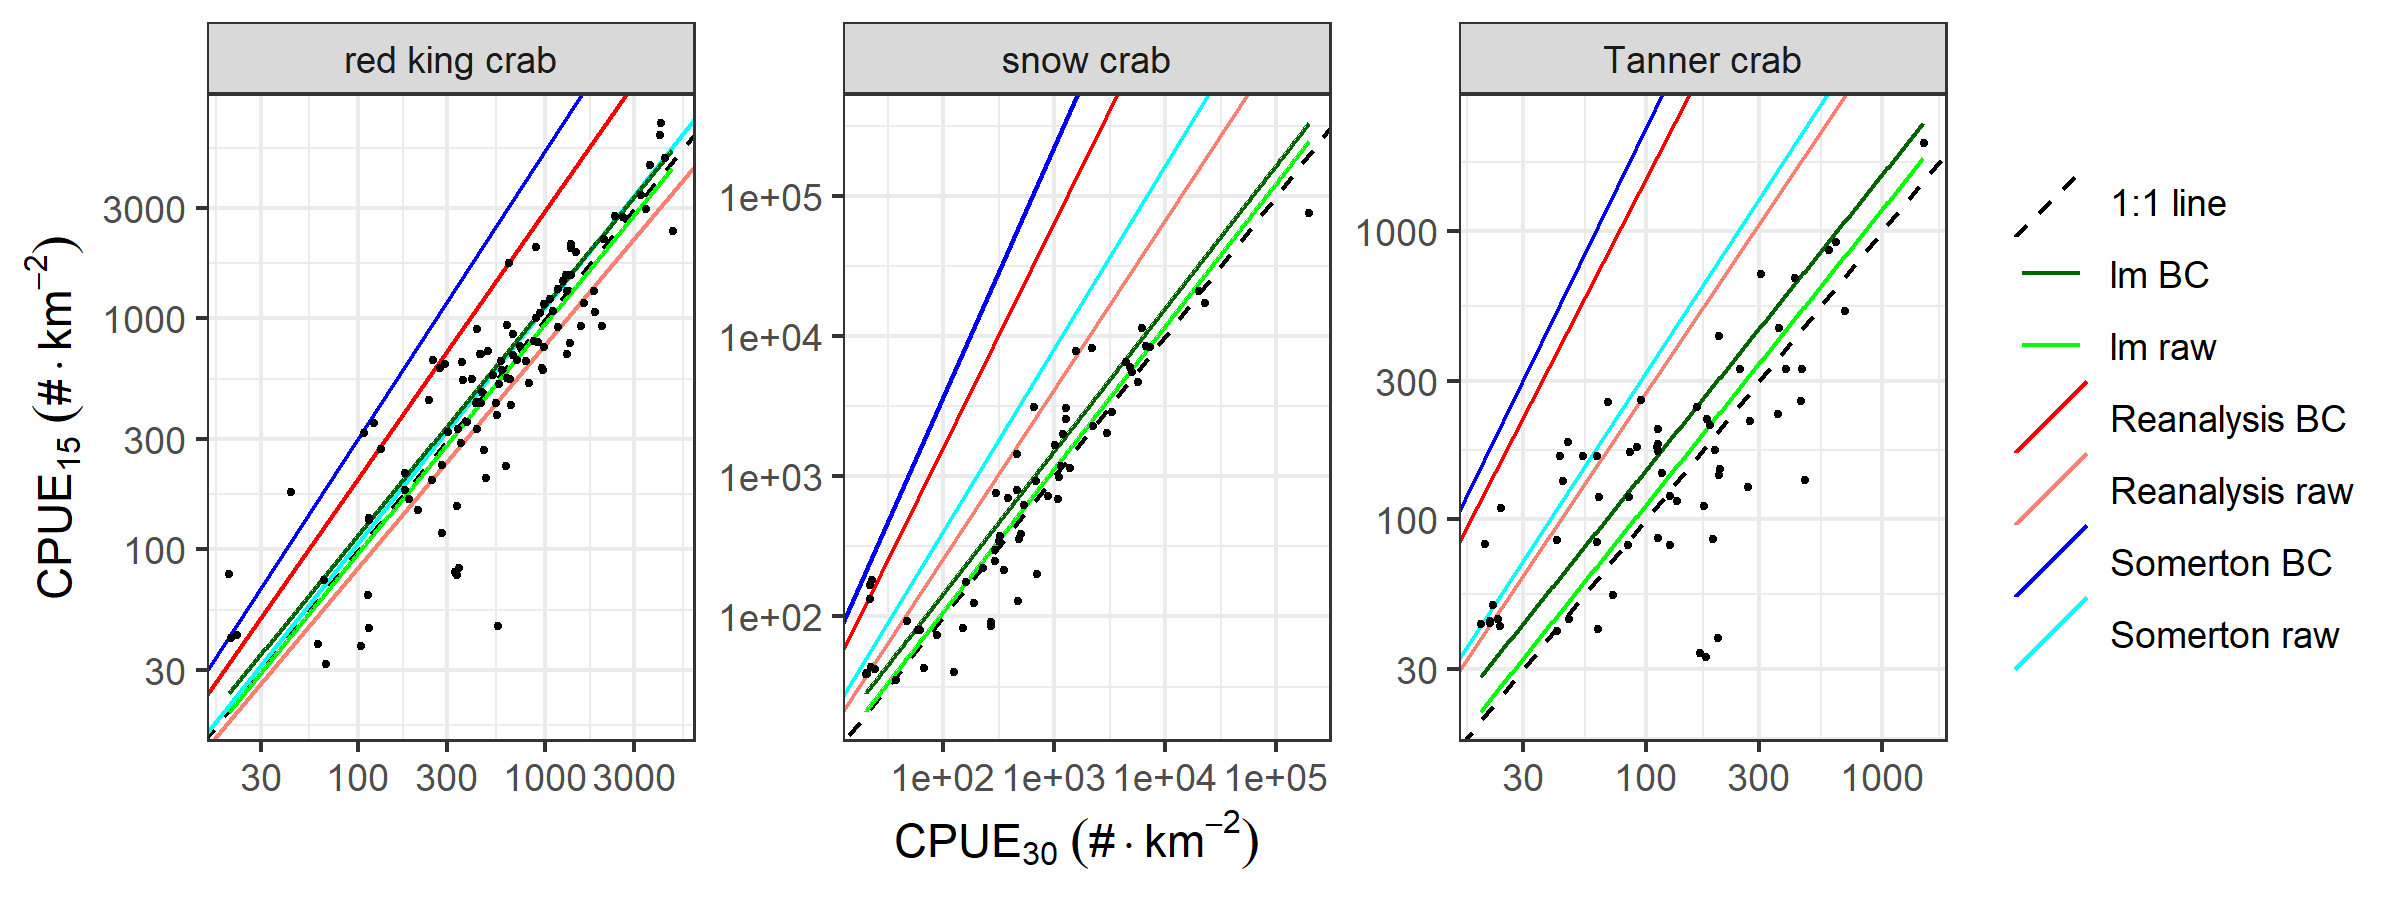 red king crab
snow crab
Tanner crab
3000
1000
300
100
30
1e+05
1e+04
1e+03
1e+02
1000
300
100
30
30 100 300 1000 3000
1e+02 1e+03 1e+04 1e+05
30 100 300 1000
CPUE₁₅ (# · km⁻²)
CPUE₃₀ (# · km⁻²)
1:1 line
lm BC
lm raw
Reanalysis BC
Reanalysis raw
Somerton BC
Somerton raw